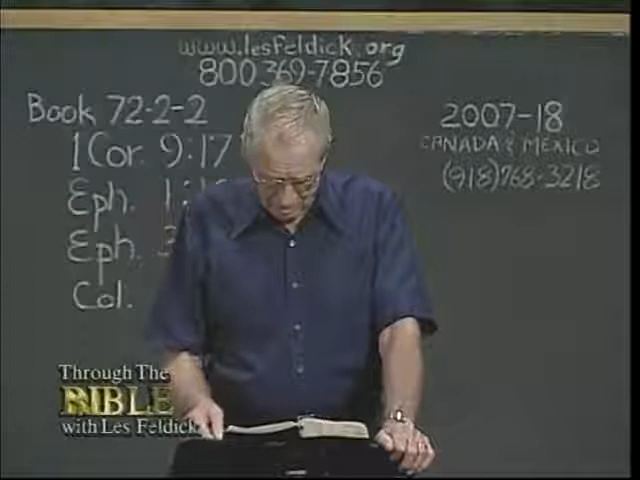 www.lesfeldick.org
800 369-7856
Book 72-2-2
1 Cor. 9:17
Eph.
Eph.
Col.
2007-18
CANADA & MEXICO
(918)768-3218
Through The
BIBLE
with Les Feldick